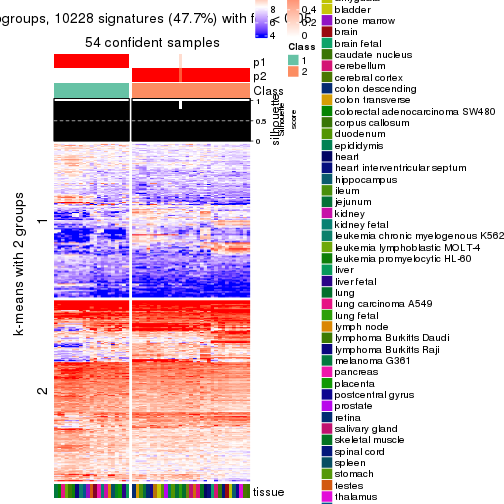 groups, 10228 signatures (47.7%) with f
54 confident samples
p1
p2
Class
1
0.5
0
silhouette
score
k-means with 2 groups
1
2
tissue
8
6
4
0.4
0.2
0
Class
1
2
bladder
bone marrow
brain
brain fetal
caudate nucleus
cerebellum
cerebral cortex
colon descending
colon transverse
colorectal adenocarcinoma SW480
corpus callosum
duodenum
epididymis
heart
heart interventricular septum
hippocampus
ileum
jejunum
kidney
kidney fetal
leukemia chronic myelogenous K562
leukemia lymphoblastic MOLT-4
leukemia promyelocytic HL-60
liver
liver fetal
lung
lung carcinoma A549
lung fetal
lymph node
lymphoma Burkitts Daudi
lymphoma Burkitts Raji
melanoma G361
pancreas
placenta
postcentral gyrus
prostate
retina
salivary gland
skeletal muscle
spinal cord
spleen
stomach
testes
thalamus